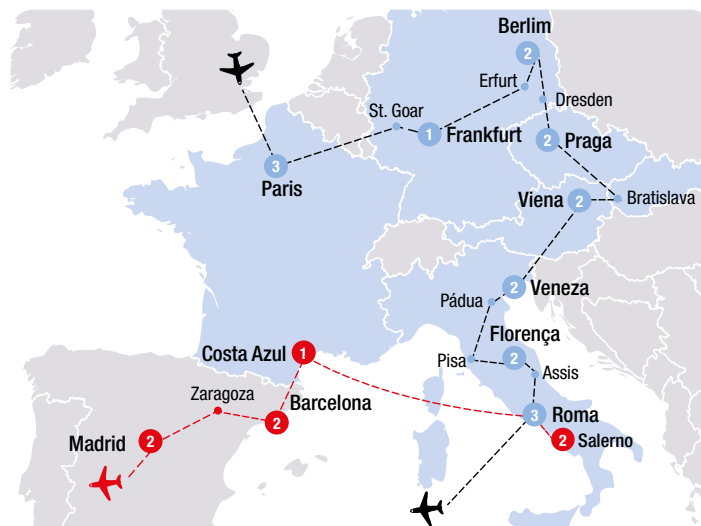 Berlim
2
Erfurt
Dresden
St. Goar
1
Frankfurt
2
Praga
3
Paris
Viena
2
Bratislava
2
Veneza
Pádua
Florença
2
Pisa
Assis
Costa Azul
1
Zaragoza
Barcelona
2
Madrid
2
3
Roma
2
Salerno